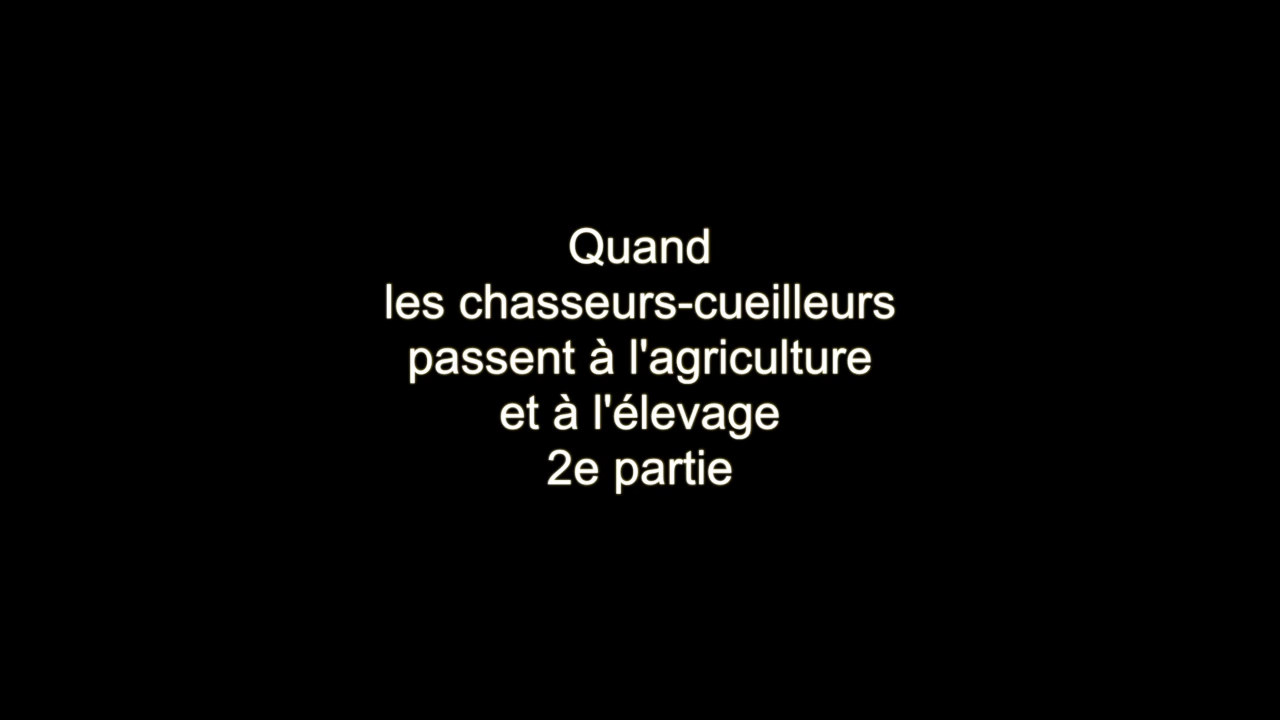 Quand
les chasseurs-cueilleurs
passent à l'agriculture
et à l'élevage
2e partie